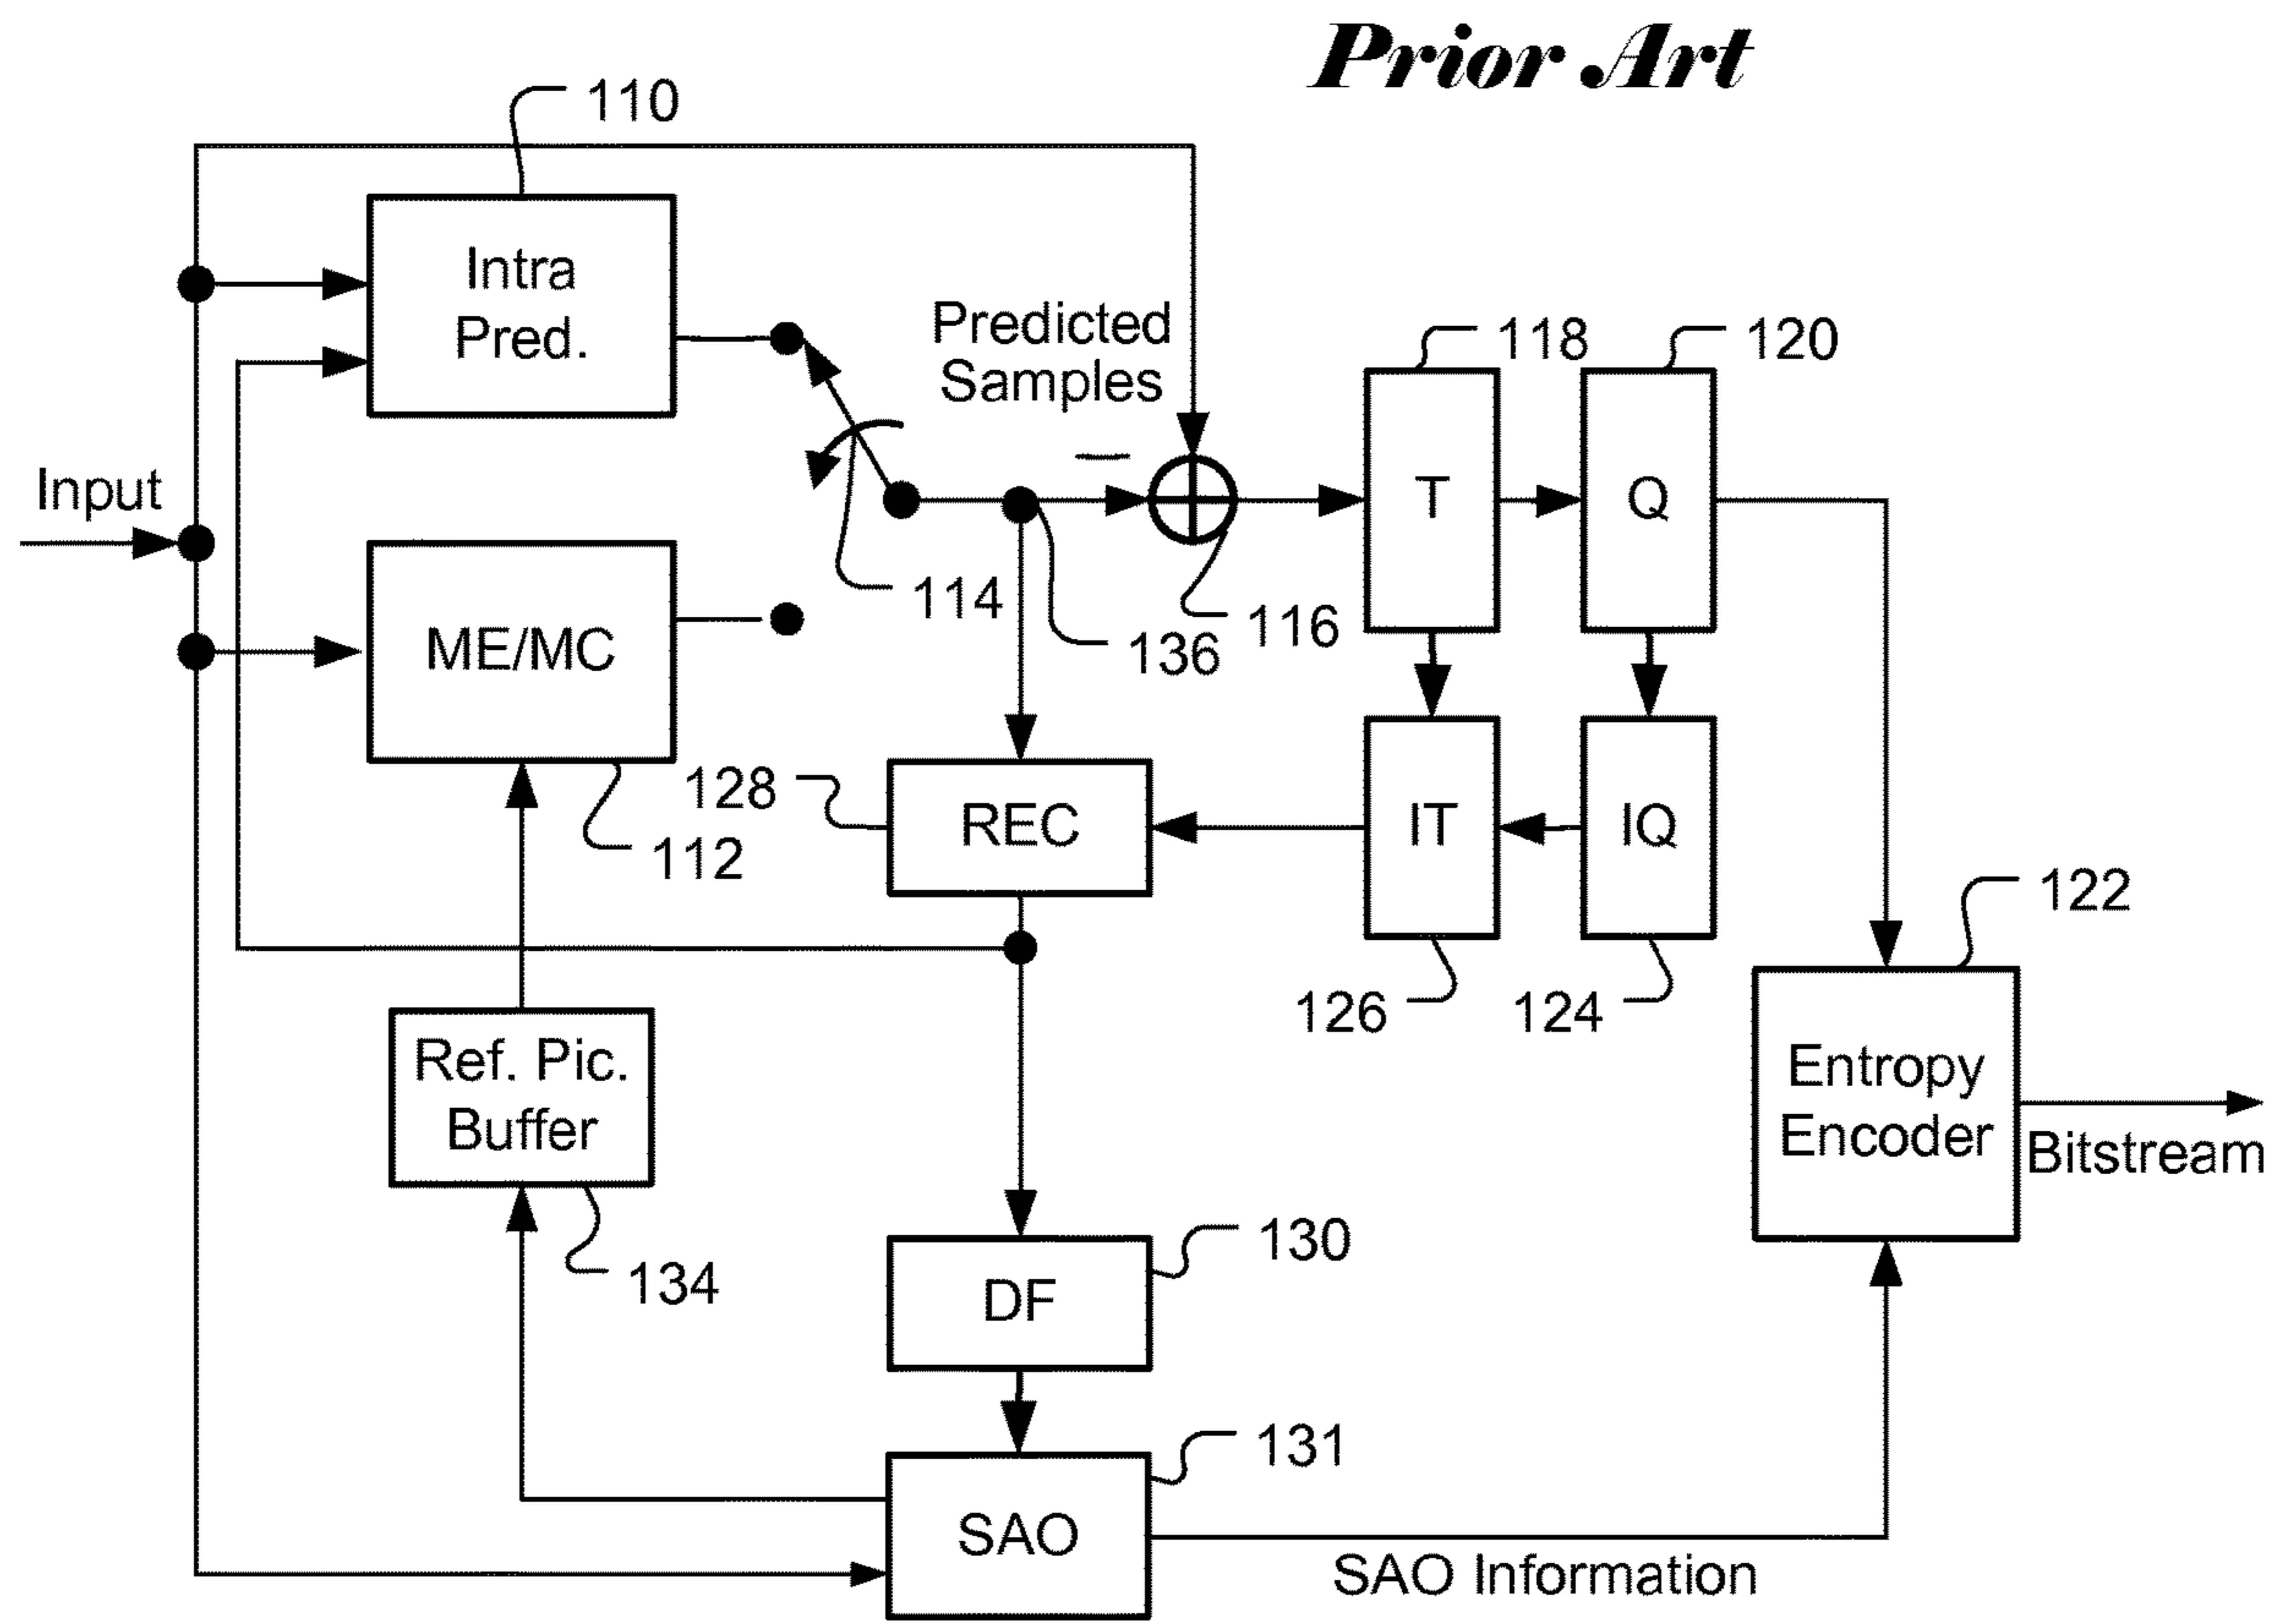 Prior Art
110
Intra
Pred.
Predicted
Samples
118
120
Input
T
Q
114
116
136
ME/MC
128
REC
IT
IQ
112
122
126
124
Ref. Pic.
Buffer
Entropy
Encoder
Bitstream
130
134
DF
131
SAO
SAO Information